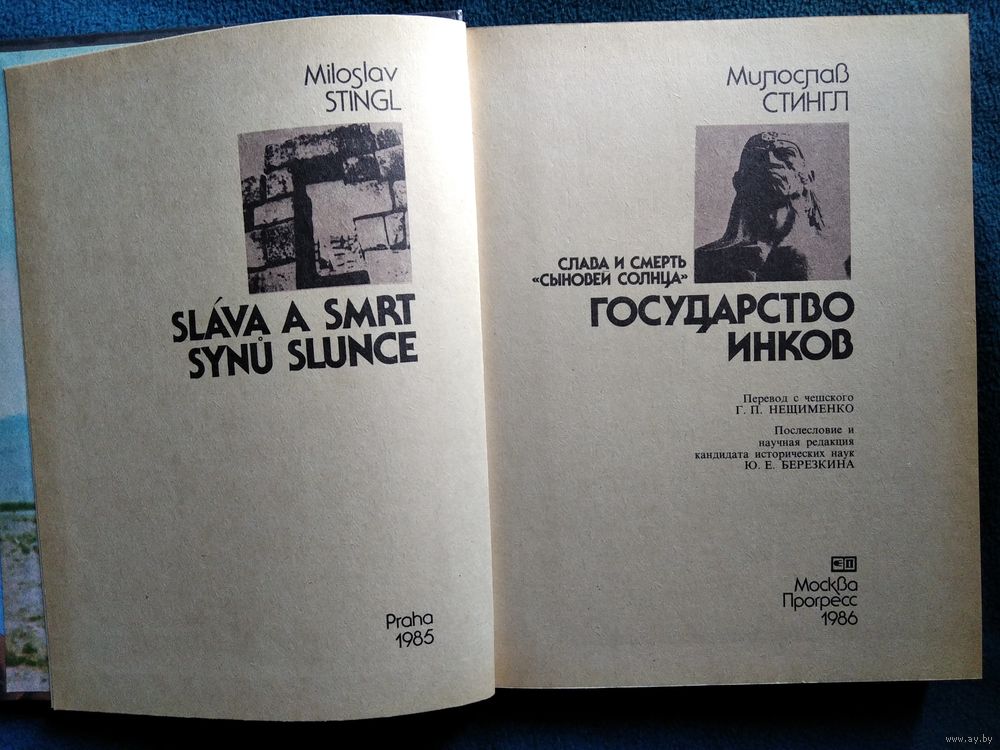 Miloslav
STINGL
SLÁVA A SMRT
SYNŮ SLUNCE
Praha
1985
Милослав
СТИНГЛ
СЛАВА И СМЕРТЬ
«СЫНОВЕЙ СОЛНЦА»
ГОСУДАРСТВО
ИНКОВ
Перевод с чешского
Г. П. НЕЩИМЕНКО
Послесловие и
научная редакция
кандидата исторических наук
Ю. Е. БЕРЕЗКИНА
Москва
Прогресс
1986
www.ay.by